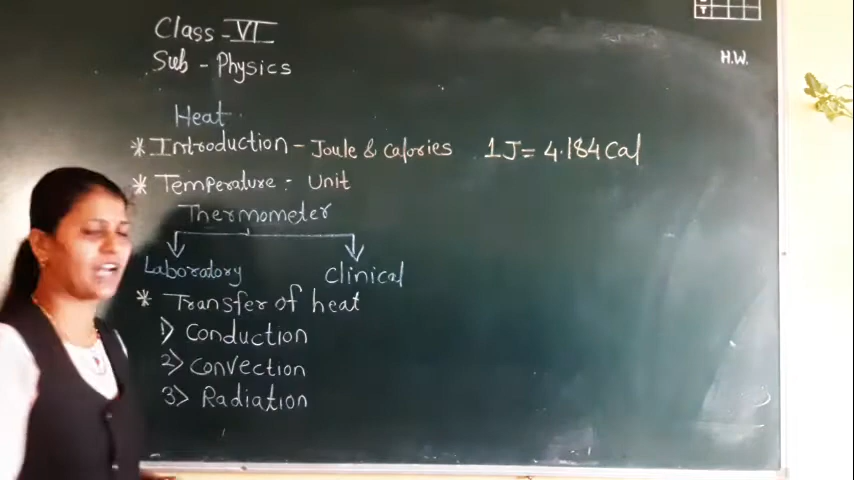 Class - VI
Sub - Physics
H.W.
Heat
* Introduction - Joule & calories 1J = 4.184 Cal
* Temperature : Unit
Thermometer
Laboratory clinical
* Transfer of heat
1> Conduction
2> Convection
3> Radiation